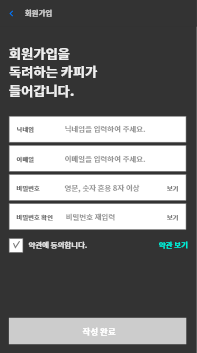 회원가입
회원가입을
독려하는 카피가
들어갑니다.
닉네임 닉네임을 입력하여 주세요.
이메일 이메일을 입력하여 주세요.
비밀번호 영문, 숫자 혼용 8자 이상 보기
비밀번호 확인 비밀번호 재입력 보기
약관에 동의합니다. 약관 보기
작성 완료